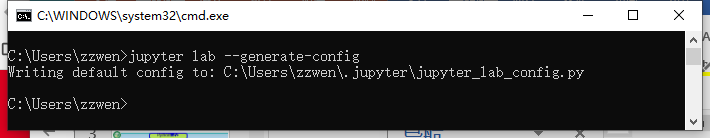 C:\WINDOWS\system32\cmd.exe
C:\Users\zzwen>jupyter lab --generate-config
Writing default config to: C:\Users\zzwen\.jupyter\jupyter_lab_config.py
C:\Users\zzwen>
3